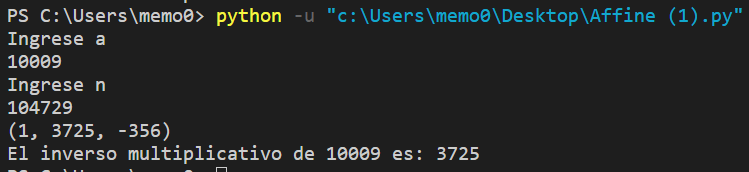 PS C:\Users\memo0> python -u "c:\Users\memo0\Desktop\Affine (1).py"
Ingrese a
10009
Ingrese n
104729
(1, 3725, -356)
El inverso multiplicativo de 10009 es: 3725